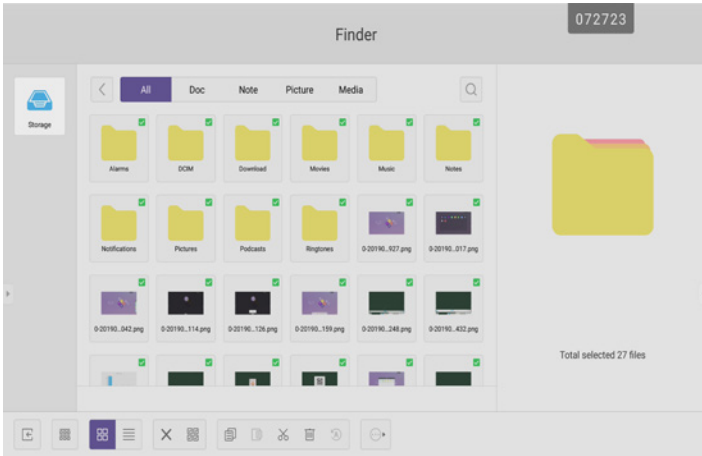 Finder
072723
Storage
All Doc Note Picture Media
Alarms DCIM Download Movies Music Notes
Notifications Pictures Podcasts Ringtones 0-20190...927.png 0-20190...017.png
0-20190...042.png 0-20190...114.png 0-20190...126.png 0-20190...159.png 0-20190...248.png 0-20190...432.png
Total selected 27 files